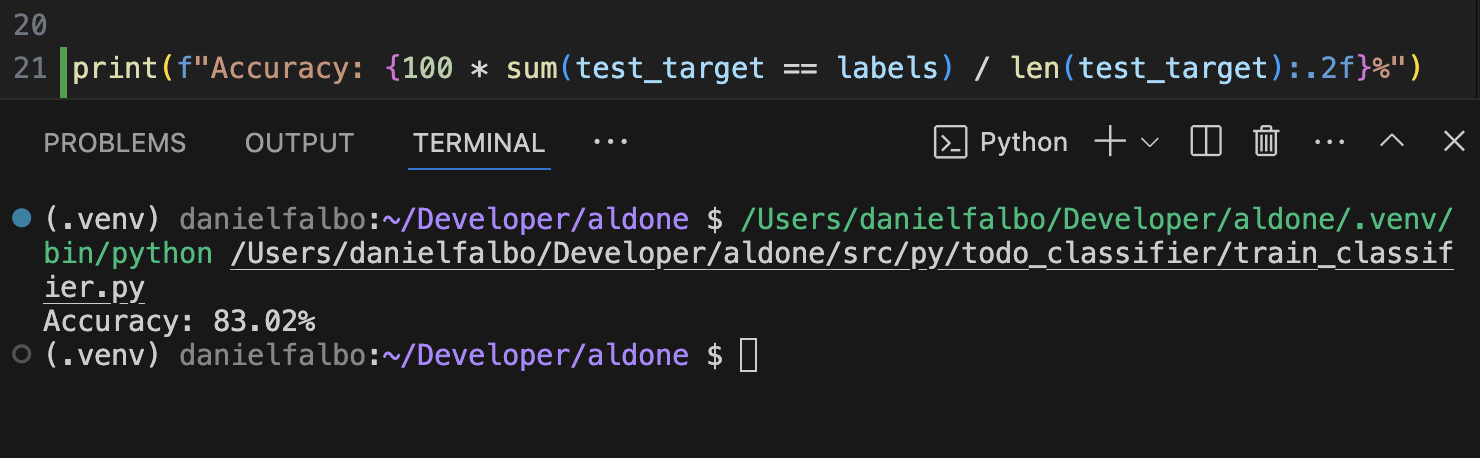 20
21 print(f"Accuracy: {100 * sum(test_target == labels) / len(test_target):.2f}%")
PROBLEMS OUTPUT TERMINAL ··· Python
(.venv) danielfalbo:~/Developer/aldone $ /Users/danielfalbo/Developer/aldone/.venv/
bin/python /Users/danielfalbo/Developer/aldone/src/py/todo_classifier/train_classif
ier.py
Accuracy: 83.02%
(.venv) danielfalbo:~/Developer/aldone $